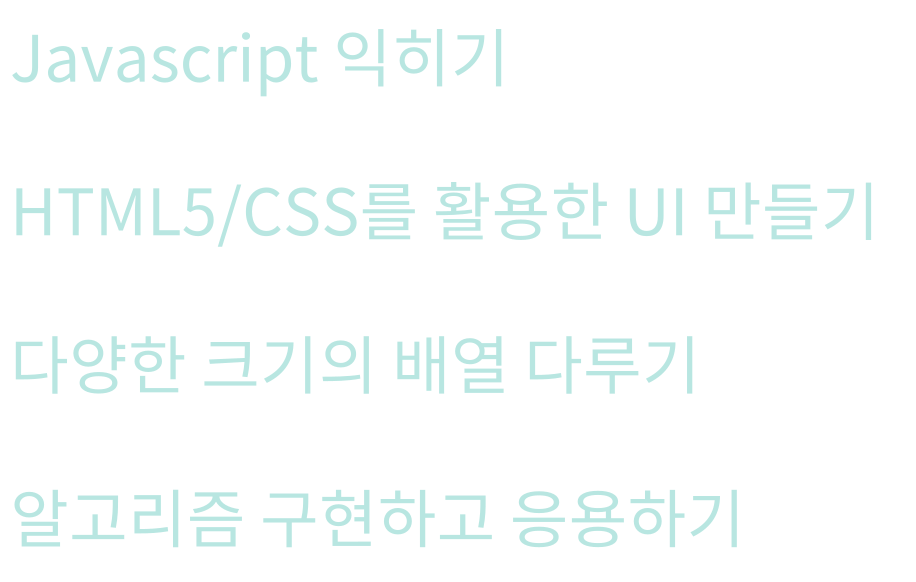 Javascript 익히기
HTML5/CSS를 활용한 UI 만들기
다양한 크기의 배열 다루기
알고리즘 구현하고 응용하기